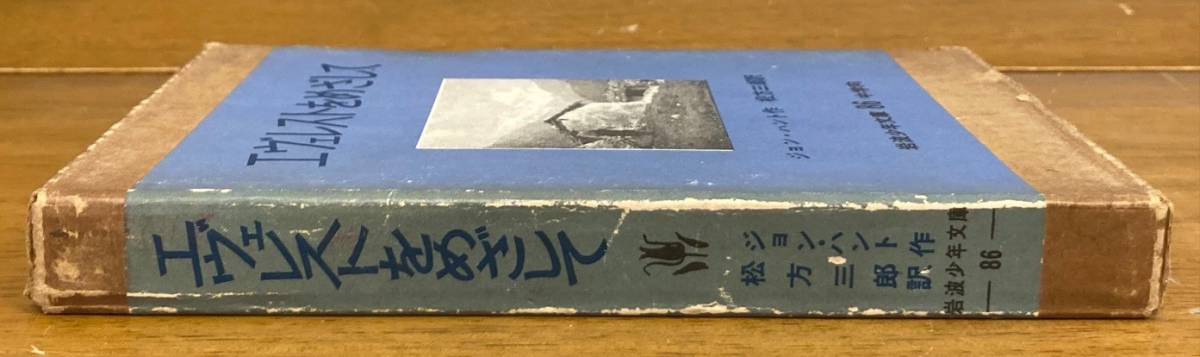 エヴェレストをめざして
ジョン・ハント作 松方三郎訳
岩波少年文庫 86
エヴェレストをめざして
ジョン・ハント作
松方三郎訳
岩波少年文庫
86